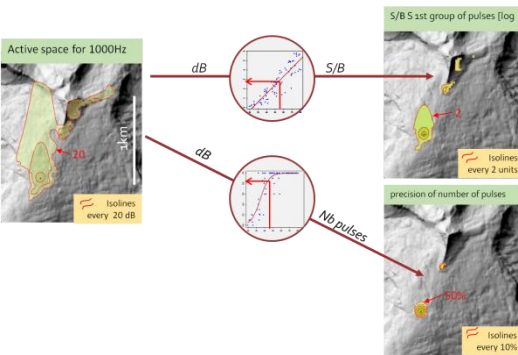 Active space for 1000Hz
20
1km
Isolines
every 20 dB
dB
S/B
dB
Nb pulses
S/B S 1st group of pulses [log
2
Isolines
every 2 units
precision of number of pulses
50%
Isolines
every 10%